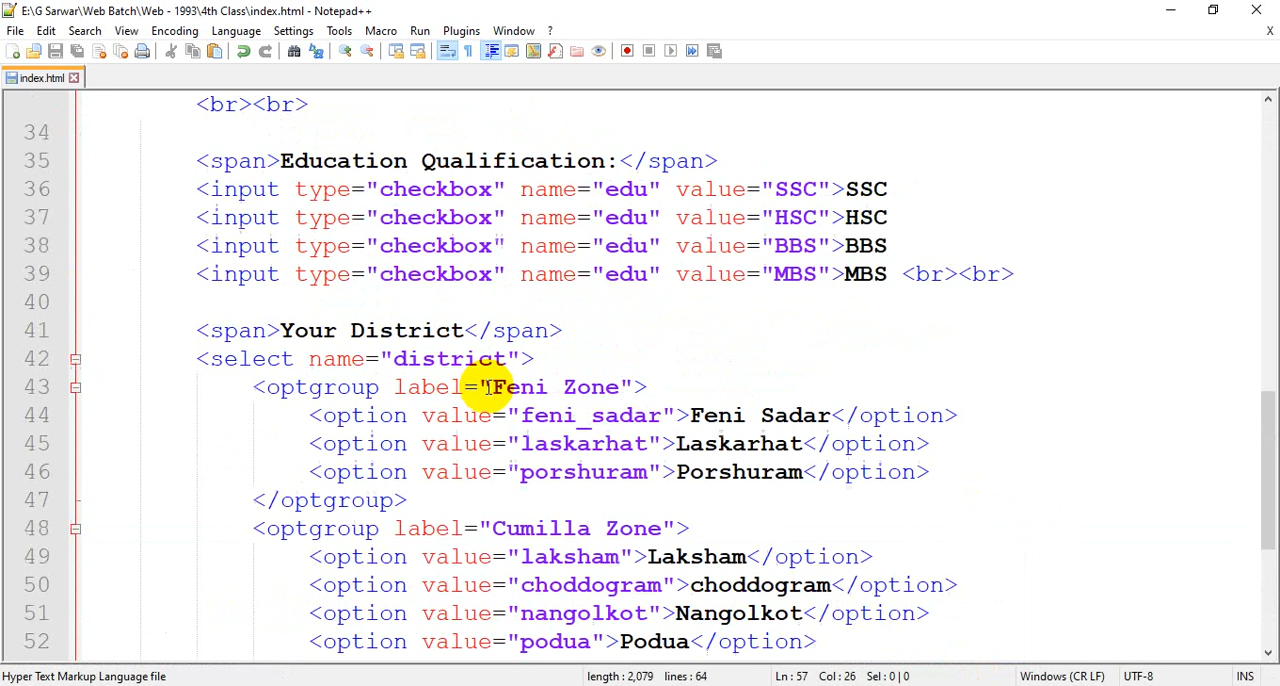 E:\G Sarwar\Web Batch\Web - 1993\4th Class\index.html - Notepad++
File Edit Search View Encoding Language Settings Tools Macro Run Plugins Window ? X
index.html
<br><br>
34
35 <span>Education Qualification:</span>
36 <input type="checkbox" name="edu" value="SSC">SSC
37 <input type="checkbox" name="edu" value="HSC">HSC
38 <input type="checkbox" name="edu" value="BBS">BBS
39 <input type="checkbox" name="edu" value="MBS">MBS <br><br>
40
41 <span>Your District</span>
42 <select name="district">
43 <optgroup label="Feni Zone">
44 <option value="feni_sadar">Feni Sadar</option>
45 <option value="laskarhat">Laskarhat</option>
46 <option value="porshuram">Porshuram</option>
47 </optgroup>
48 <optgroup label="Cumilla Zone">
49 <option value="laksham">Laksham</option>
50 <option value="choddogram">choddogram</option>
51 <option value="nangolkot">Nangolkot</option>
52 <option value="podua">Podua</option>
Hyper Text Markup Language file length : 2,079 lines : 64 Ln : 57 Col : 26 Sel : 0 | 0 Windows (CR LF) UTF-8 INS